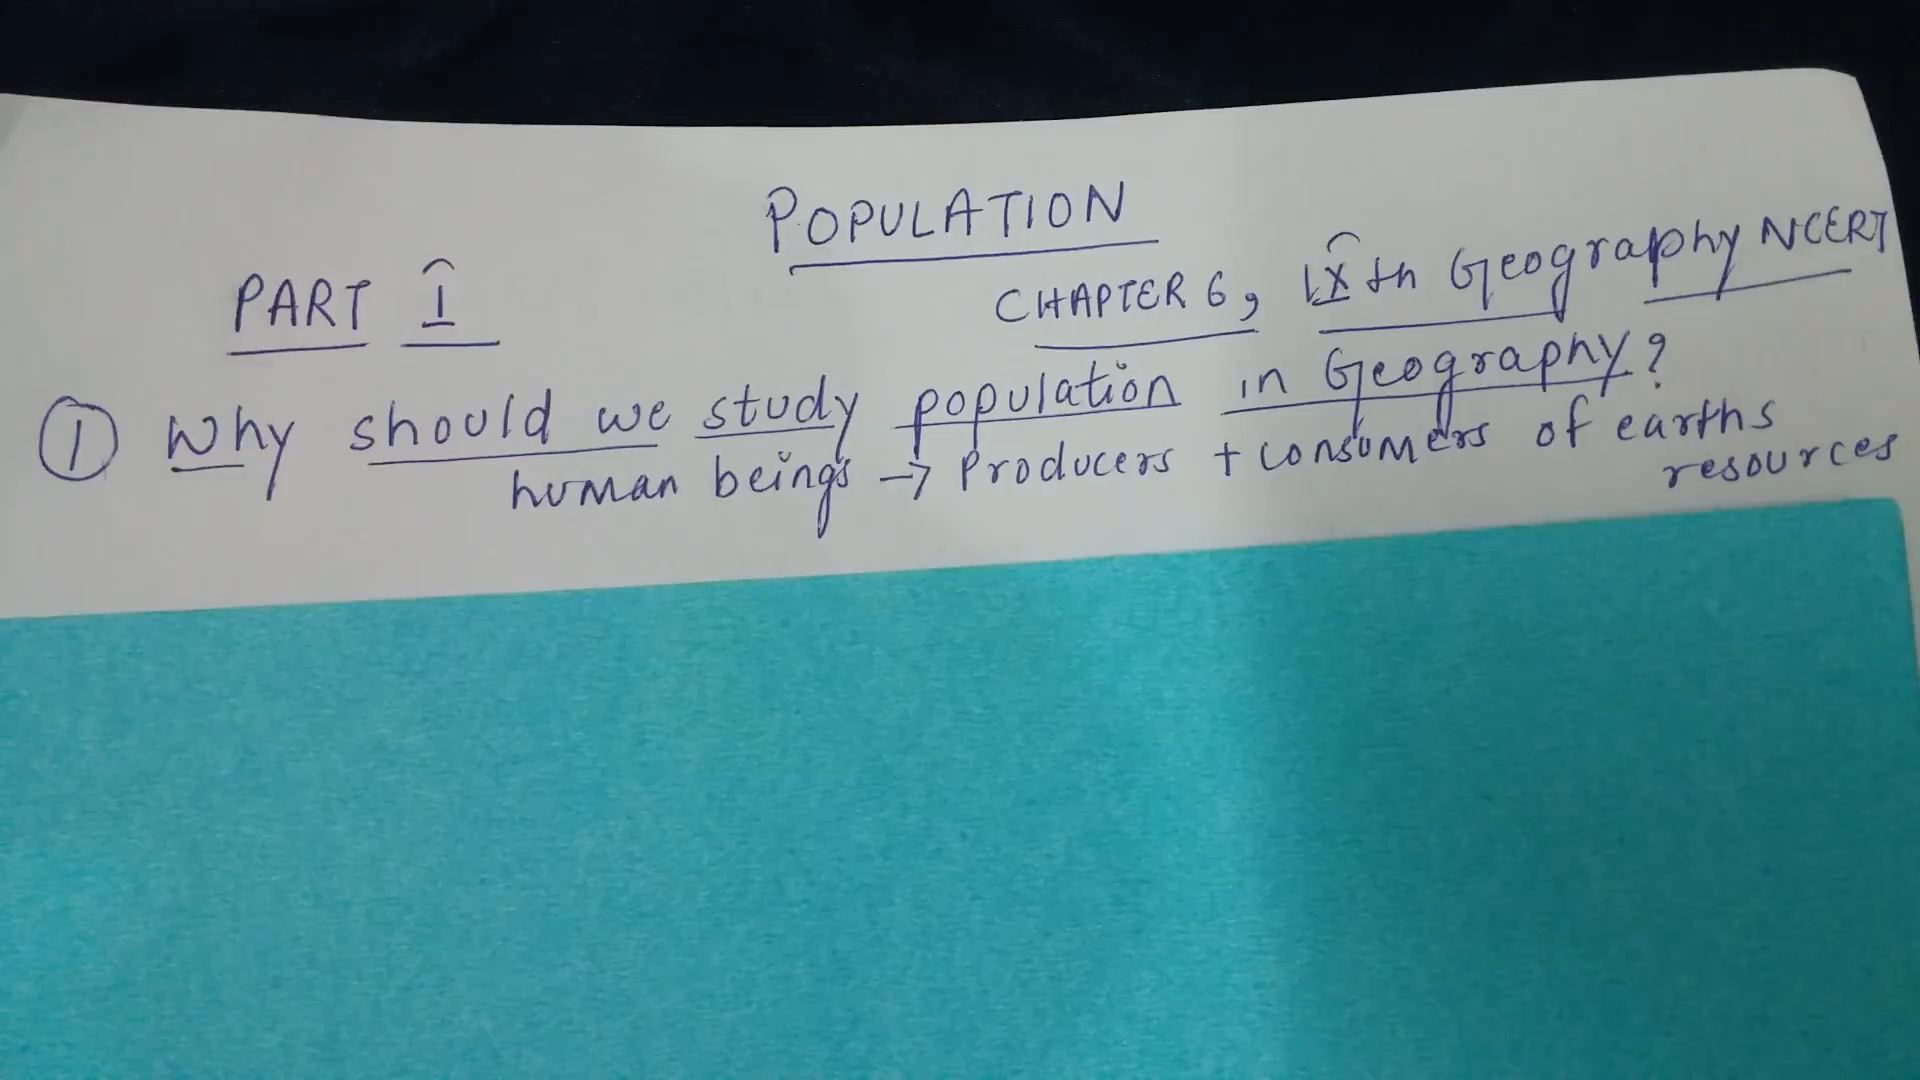 POPULATION
PART I
CHAPTER 6, IXth Geography NCERT
① Why should we study population in Geography?
human beings → Producers + consumers of earths
resources